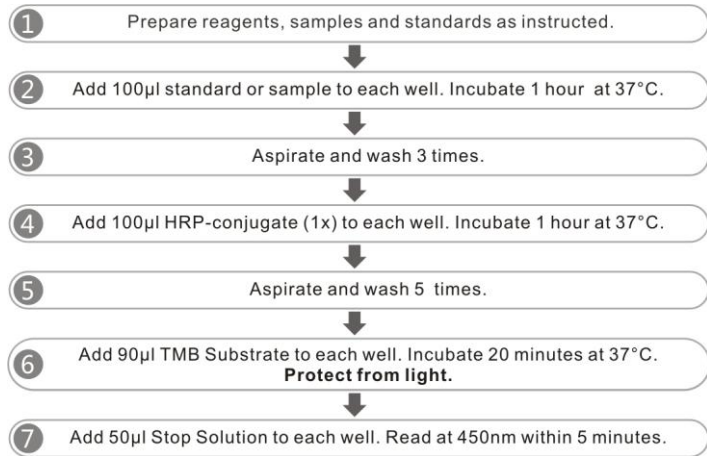 1 Prepare reagents, samples and standards as instructed.
2 Add 100μl standard or sample to each well. Incubate 1 hour at 37°C.
3 Aspirate and wash 3 times.
4 Add 100μl HRP-conjugate (1x) to each well. Incubate 1 hour at 37°C.
5 Aspirate and wash 5 times.
6 Add 90μl TMB Substrate to each well. Incubate 20 minutes at 37°C.
Protect from light.
7 Add 50μl Stop Solution to each well. Read at 450nm within 5 minutes.